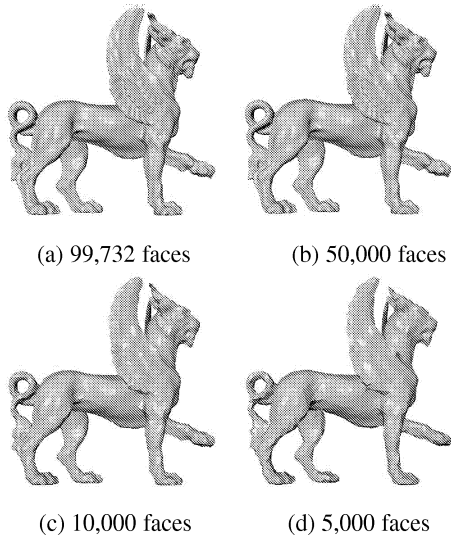 (a) 99,732 faces
(b) 50,000 faces
(c) 10,000 faces
(d) 5,000 faces